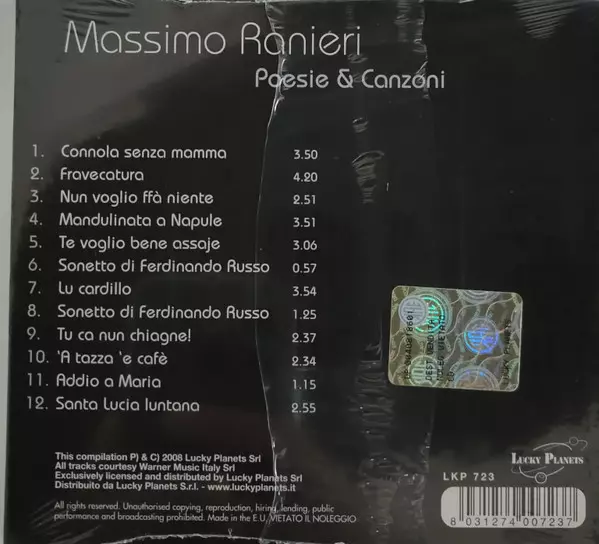 Massimo Ranieri
Poesie & Canzoni
1. Connola senza mamma 3.50
2. Fravecatura 4.20
3. Nun voglio ffà niente 2.51
4. Mandulinata a Napule 3.51
5. Te voglio bene assaje 3.06
6. Sonetto di Ferdinando Russo 0.57
7. Lu cardillo 3.54
8. Sonetto di Ferdinando Russo 1.25
9. Tu ca nun chiagne! 2.37
10. 'A tazza 'e cafè 2.34
11. Addio a Maria 1.15
12. Santa Lucia luntana 2.55
This compilation P) & C) 2008 Lucky Planets Srl
All tracks courtesy Warner Music Italy Srl
Exclusively licensed and distributed by Lucky Planets Srl
Distribuito da Lucky Planets S.r.l. - www.luckyplanets.it
All rights reserved. Unauthorised copying, reproduction, hiring, lending, public
performance and broadcasting prohibited. Made in the E.U. VIETATO IL NOLEGGIO
LUCKY PLANETS
LKP 723
8 031274 007237